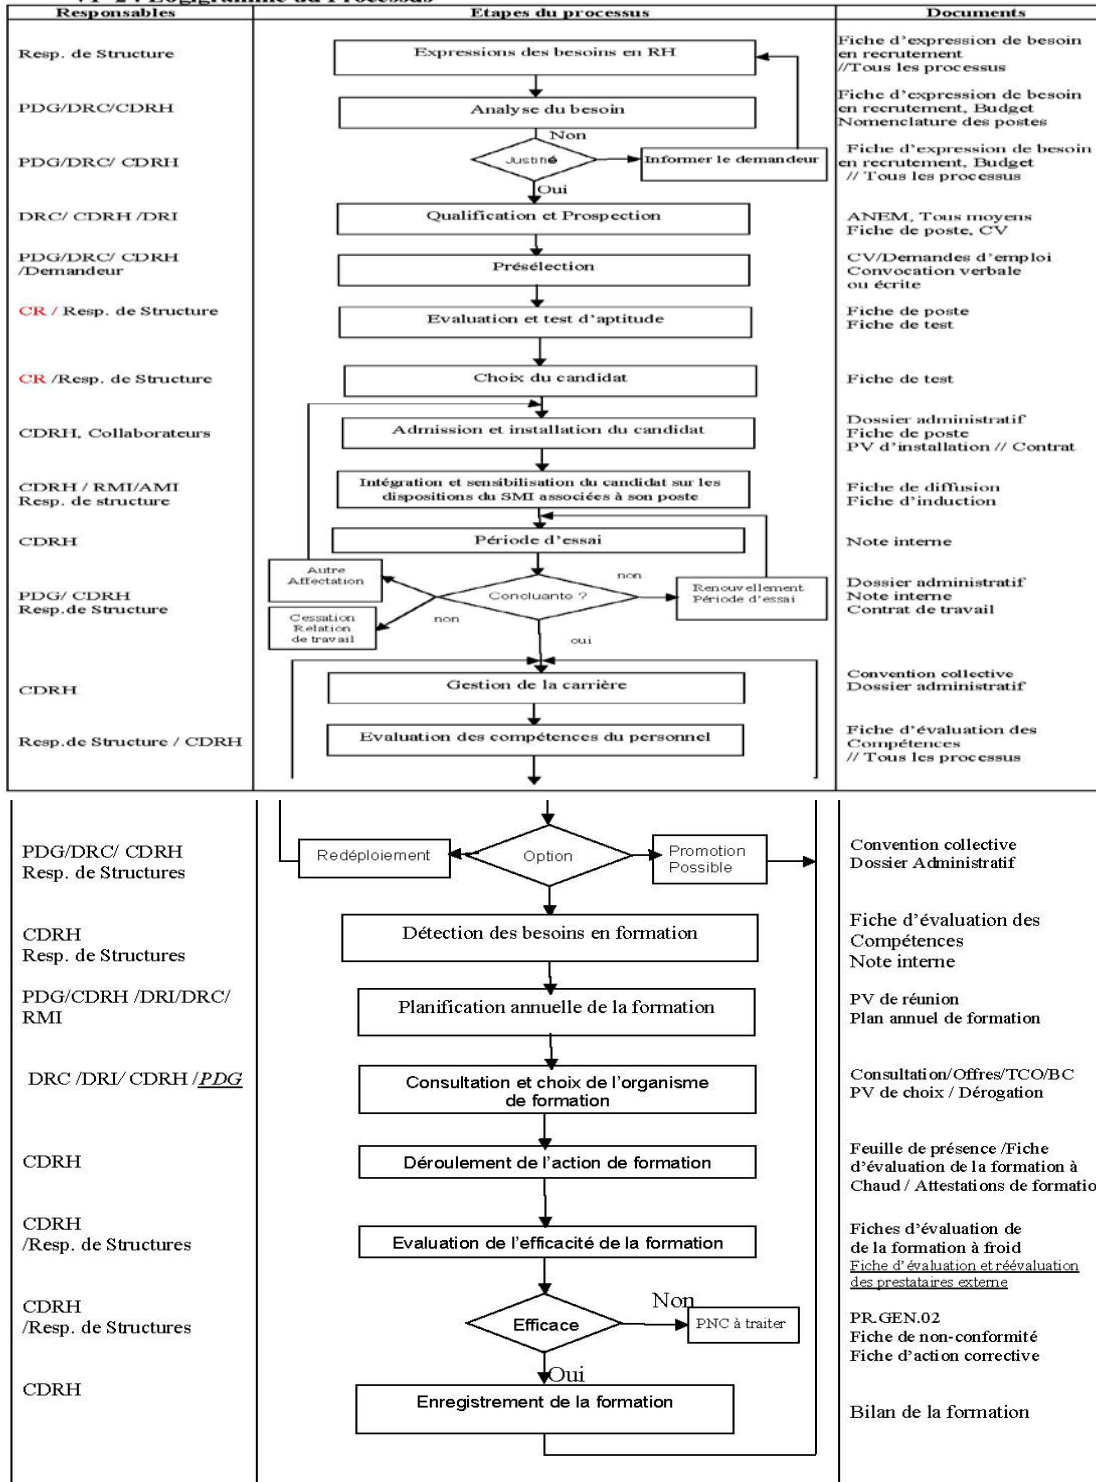 VI-2 : Logigramme du Processus
Responsables
Etapes du processus
Documents
Resp. de Structure
Expressions des besoins en RH
Fiche d'expression de besoin
en recrutement
//Tous les processus
PDG/DRC/CDRH
Analyse du besoin
Fiche d'expression de besoin
en recrutement, Budget
Nomenclature des postes
Non
PDG/DRC/ CDRH
Justifié
Informer le demandeur
Fiche d'expression de besoin
en recrutement, Budget
// Tous les processus
Oui
DRC/ CDRH /DRI
Qualification et Prospection
ANEM, Tous moyens
Fiche de poste, CV
PDG/DRC/ CDRH
/Demandeur
Présélection
CV/Demandes d'emploi
Convocation verbale
ou écrite
CR / Resp. de Structure
Evaluation et test d'aptitude
Fiche de poste
Fiche de test
CR /Resp. de Structure
Choix du candidat
Fiche de test
CDRH, Collaborateurs
Admission et installation du candidat
Dossier administratif
Fiche de poste
PV d'installation // Contrat
CDRH / RMI/AMI
Resp. de structure
Intégration et sensibilisation du candidat sur les
dispositions du SMI associées à son poste
Fiche de diffusion
Fiche d'induction
CDRH
Période d'essai
Note interne
PDG/ CDRH
Resp.de Structure
Autre
Affectation
Cessation
Relation
de travail
non
Concluante ?
non
Renouvellement
Période d'essai
oui
Dossier administratif
Note interne
Contrat de travail
CDRH
Gestion de la carrière
Convention collective
Dossier administratif
Resp.de Structure / CDRH
Evaluation des compétences du personnel
Fiche d'évaluation des
Compétences
// Tous les processus
PDG/DRC/ CDRH
Resp. de Structures
Redéploiement
Option
Promotion
Possible
Convention collective
Dossier Administratif
CDRH
Resp. de Structures
Détection des besoins en formation
Fiche d'évaluation des
Compétences
Note interne
PDG/CDRH /DRI/DRC/
RMI
Planification annuelle de la formation
PV de réunion
Plan annuel de formation
DRC /DRI/ CDRH /PDG
Consultation et choix de l'organisme
de formation
Consultation/Offres/TCO/BC
PV de choix / Dérogation
CDRH
Déroulement de l'action de formation
Feuille de présence /Fiche
d'évaluation de la formation à
Chaud / Attestations de formatio
CDRH
/Resp. de Structures
Evaluation de l'efficacité de la formation
Fiches d'évaluation de
de la formation à froid
Fiche d'évaluation et réévaluation
des prestataires externe
CDRH
/Resp. de Structures
Efficace
Non
PNC à traiter
PR.GEN.02
Fiche de non-conformité
Fiche d'action corrective
Oui
CDRH
Enregistrement de la formation
Bilan de la formation